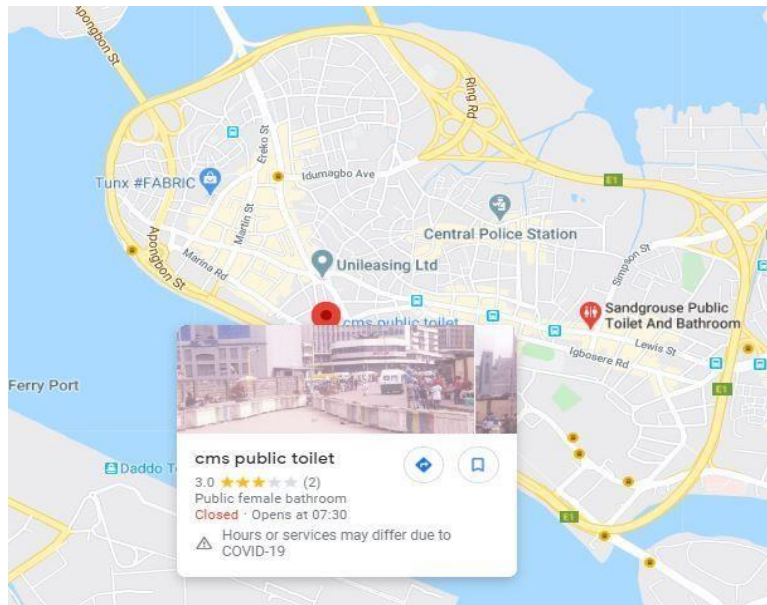 Apongbon St
Ring Rd
Ereko St
Idumagbo Ave
Tunx #FABRIC
E1
Martin St
Central Police Station
Apongbon St
Marina Rd
Simpson St
Unileasing Ltd
Sandgrouse Public
Toilet And Bathroom
cms public toilet
Lewis St
Igbosere Rd
Ferry Port
E1
Daddo T
cms public toilet
3.0 (2)
Public female bathroom
Closed · Opens at 07:30
Hours or services may differ due to
COVID-19
E1